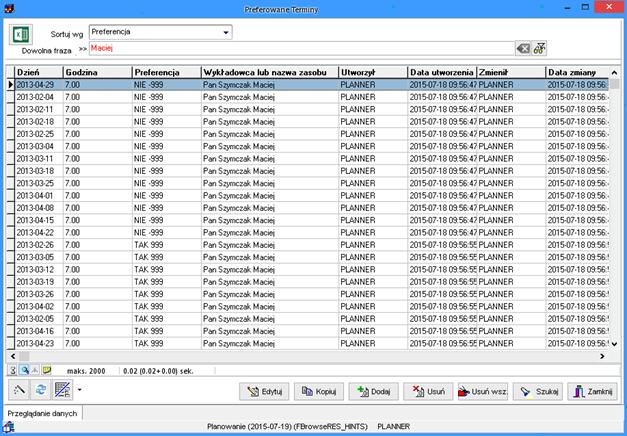 Preferowane Terminy
Sortuj wg Preferencja
Dowolna fraza >> Maciej
Dzień Godzina Preferencja Wykładowca lub nazwa zasobu Utworzył Data utworzenia Zmienił Data zmiany
2013-04-29 7.00 NIE -999 Pan Szymczak Maciej PLANNER 2015-07-18 09:56:47 PLANNER 2015-07-18 09:56:
2013-02-04 7.00 NIE -999 Pan Szymczak Maciej PLANNER 2015-07-18 09:56:47 PLANNER 2015-07-18 09:56:
2013-02-11 7.00 NIE -999 Pan Szymczak Maciej PLANNER 2015-07-18 09:56:47 PLANNER 2015-07-18 09:56:
2013-02-18 7.00 NIE -999 Pan Szymczak Maciej PLANNER 2015-07-18 09:56:47 PLANNER 2015-07-18 09:56:
2013-02-25 7.00 NIE -999 Pan Szymczak Maciej PLANNER 2015-07-18 09:56:47 PLANNER 2015-07-18 09:56:
2013-03-04 7.00 NIE -999 Pan Szymczak Maciej PLANNER 2015-07-18 09:56:47 PLANNER 2015-07-18 09:56:
2013-03-11 7.00 NIE -999 Pan Szymczak Maciej PLANNER 2015-07-18 09:56:47 PLANNER 2015-07-18 09:56:
2013-03-18 7.00 NIE -999 Pan Szymczak Maciej PLANNER 2015-07-18 09:56:47 PLANNER 2015-07-18 09:56:
2013-03-25 7.00 NIE -999 Pan Szymczak Maciej PLANNER 2015-07-18 09:56:47 PLANNER 2015-07-18 09:56:
2013-04-01 7.00 NIE -999 Pan Szymczak Maciej PLANNER 2015-07-18 09:56:47 PLANNER 2015-07-18 09:56:
2013-04-08 7.00 NIE -999 Pan Szymczak Maciej PLANNER 2015-07-18 09:56:47 PLANNER 2015-07-18 09:56:
2013-04-15 7.00 NIE -999 Pan Szymczak Maciej PLANNER 2015-07-18 09:56:47 PLANNER 2015-07-18 09:56:
2013-04-22 7.00 NIE -999 Pan Szymczak Maciej PLANNER 2015-07-18 09:56:47 PLANNER 2015-07-18 09:56:
2013-02-26 7.00 TAK 999 Pan Szymczak Maciej PLANNER 2015-07-18 09:56:55 PLANNER 2015-07-18 09:56:
2013-03-05 7.00 TAK 999 Pan Szymczak Maciej PLANNER 2015-07-18 09:56:55 PLANNER 2015-07-18 09:56:
2013-03-12 7.00 TAK 999 Pan Szymczak Maciej PLANNER 2015-07-18 09:56:55 PLANNER 2015-07-18 09:56:
2013-03-19 7.00 TAK 999 Pan Szymczak Maciej PLANNER 2015-07-18 09:56:55 PLANNER 2015-07-18 09:56:
2013-03-26 7.00 TAK 999 Pan Szymczak Maciej PLANNER 2015-07-18 09:56:55 PLANNER 2015-07-18 09:56:
2013-04-02 7.00 TAK 999 Pan Szymczak Maciej PLANNER 2015-07-18 09:56:55 PLANNER 2015-07-18 09:56:
2013-02-05 7.00 TAK 999 Pan Szymczak Maciej PLANNER 2015-07-18 09:56:55 PLANNER 2015-07-18 09:56:
2013-04-16 7.00 TAK 999 Pan Szymczak Maciej PLANNER 2015-07-18 09:56:55 PLANNER 2015-07-18 09:56:
2013-04-23 7.00 TAK 999 Pan Szymczak Maciej PLANNER 2015-07-18 09:56:55 PLANNER 2015-07-18 09:56:
maks. 2000 0.02 (0.02+0.00) sek.
Edytuj Kopiuj Dodaj Usuń Usuń wsz. Szukaj Zamknij
Przeglądanie danych
Planowanie (2015-07-19) (FBrowseRES_HINTS) PLANNER